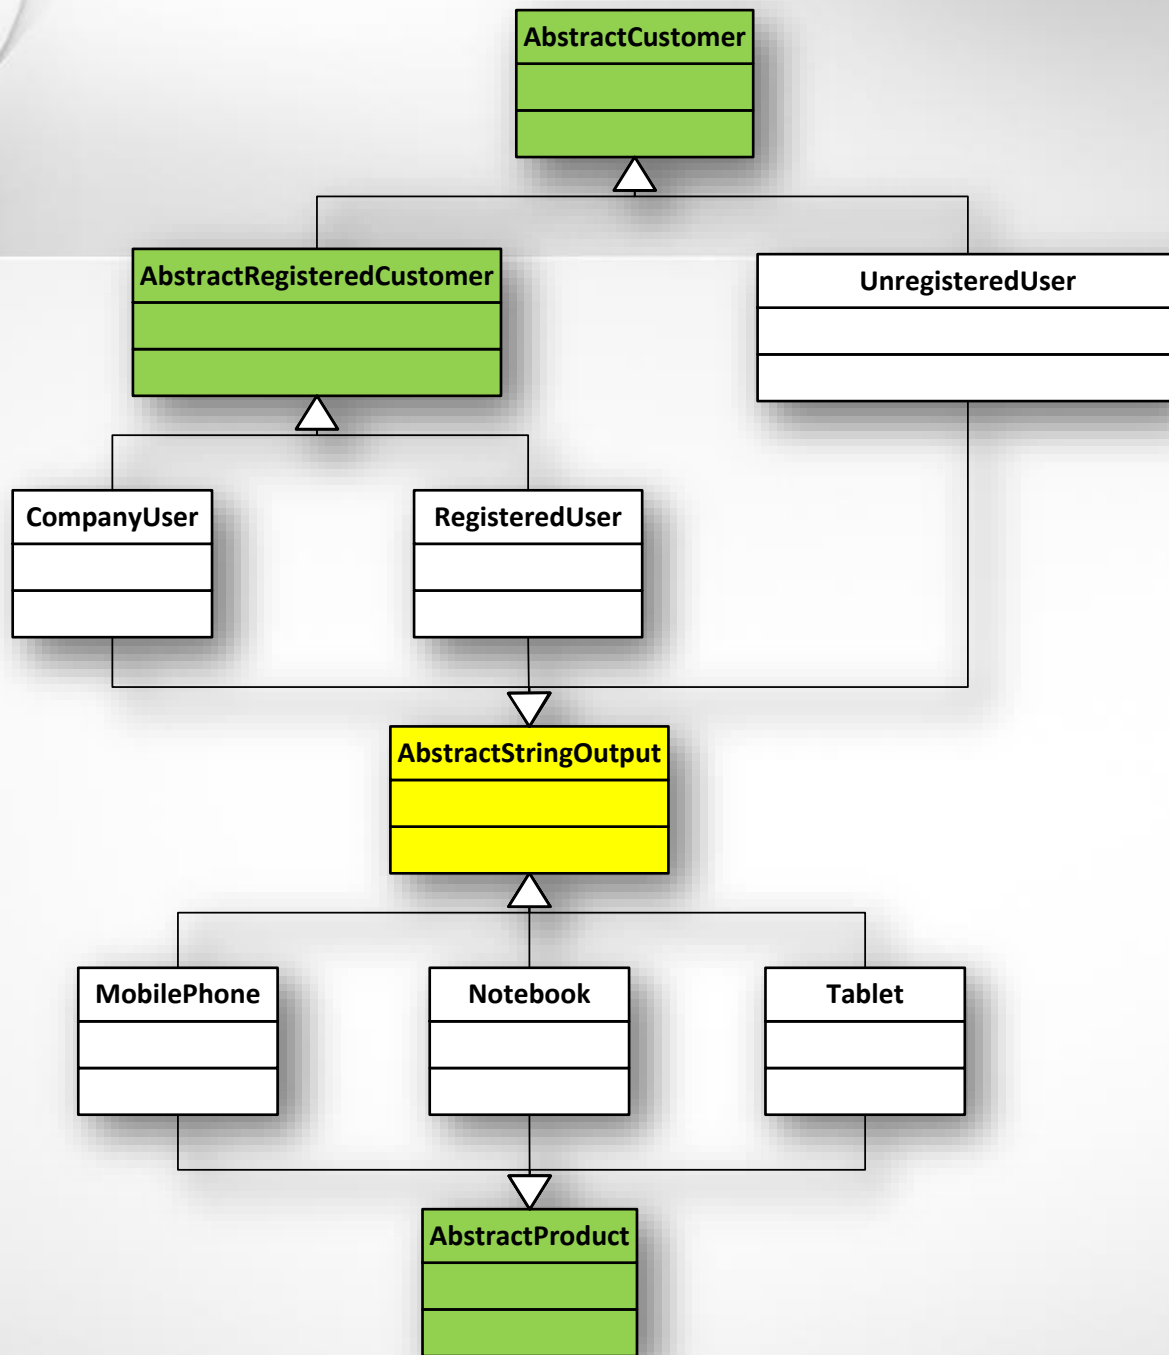 AbstractCustomer
AbstractRegisteredCustomer
UnregisteredUser
CompanyUser
RegisteredUser
AbstractStringOutput
MobilePhone
Notebook
Tablet
AbstractProduct